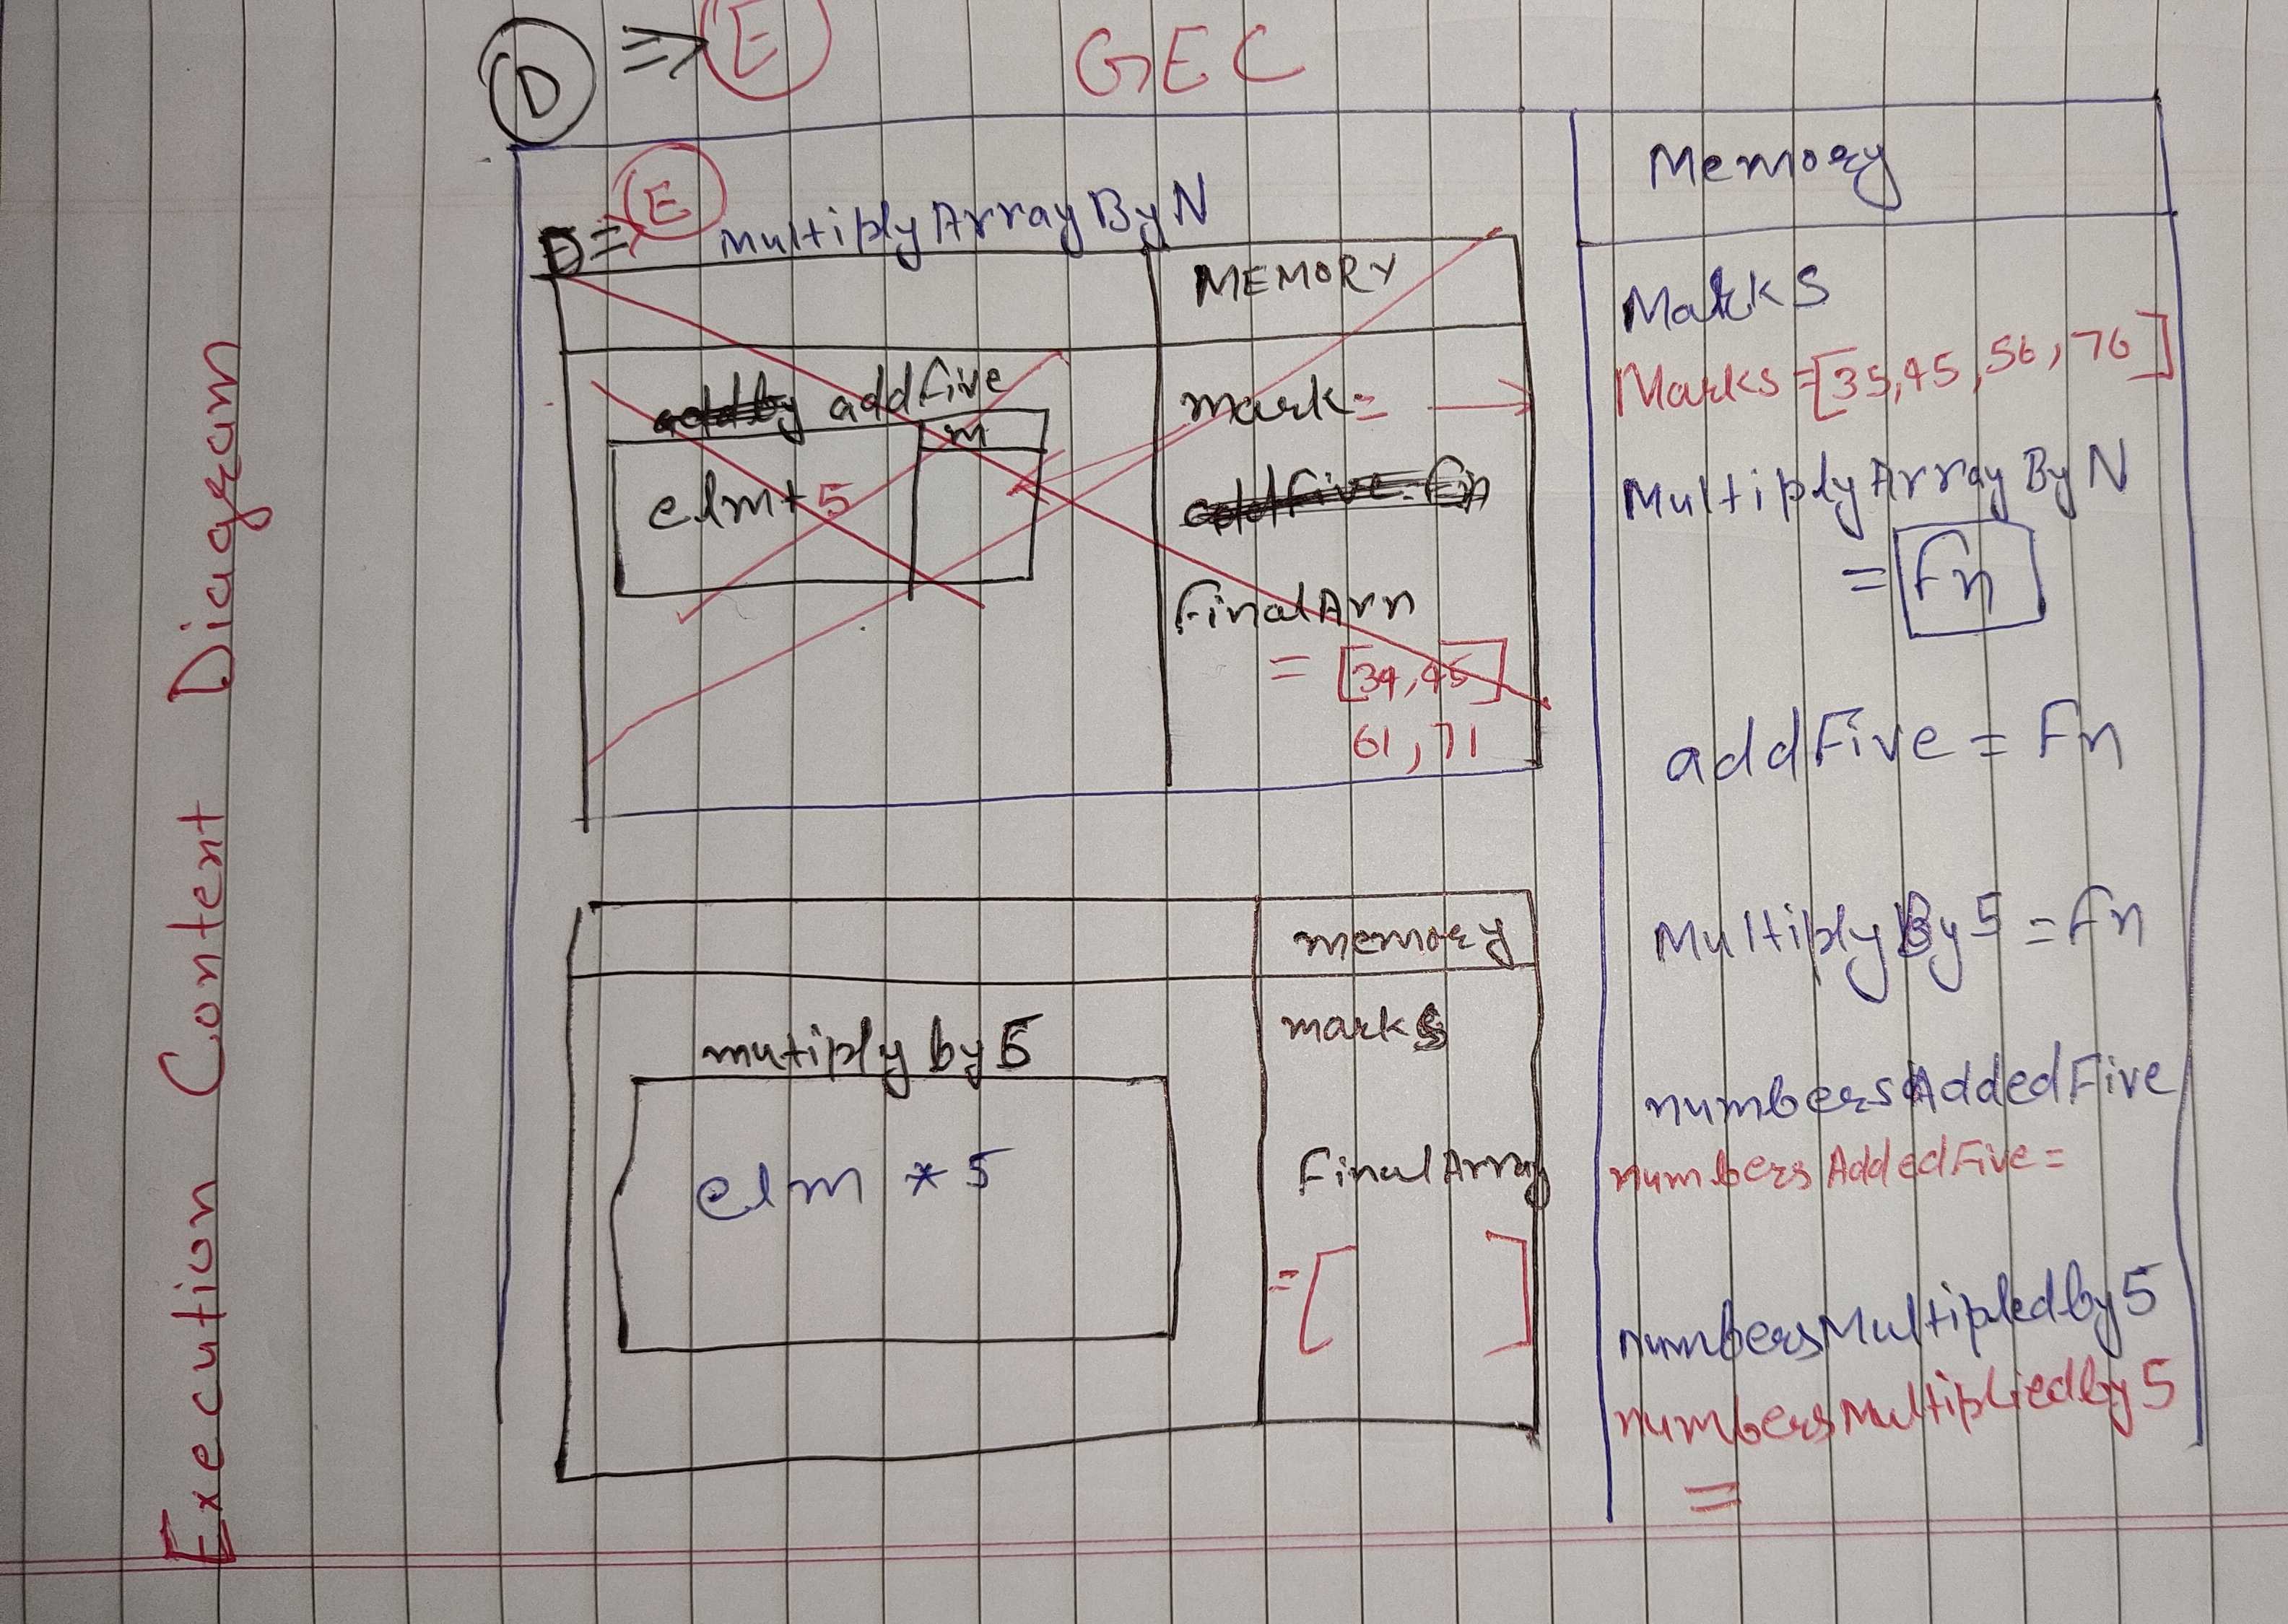 D => E
GEC
D=> E MultiplyArrayByN
MEMORY
addby addFive
m
elm+5
mark=
addfive-Fn
FinalArr
= [34,45]
61, 71
memory
mutiply by 5
elm * 5
marks
FinalArray
= [ ]
Memory
Marks
Marks=[35,45,56,76]
MultiplyArrayByN
= Fn
addFive = Fn
MultiplyBy5 = Fn
numbersAddedFive
numbersAddedFive=
numbersMultipledby5
numbersMultipliedby5
=
Execution Context Diagram